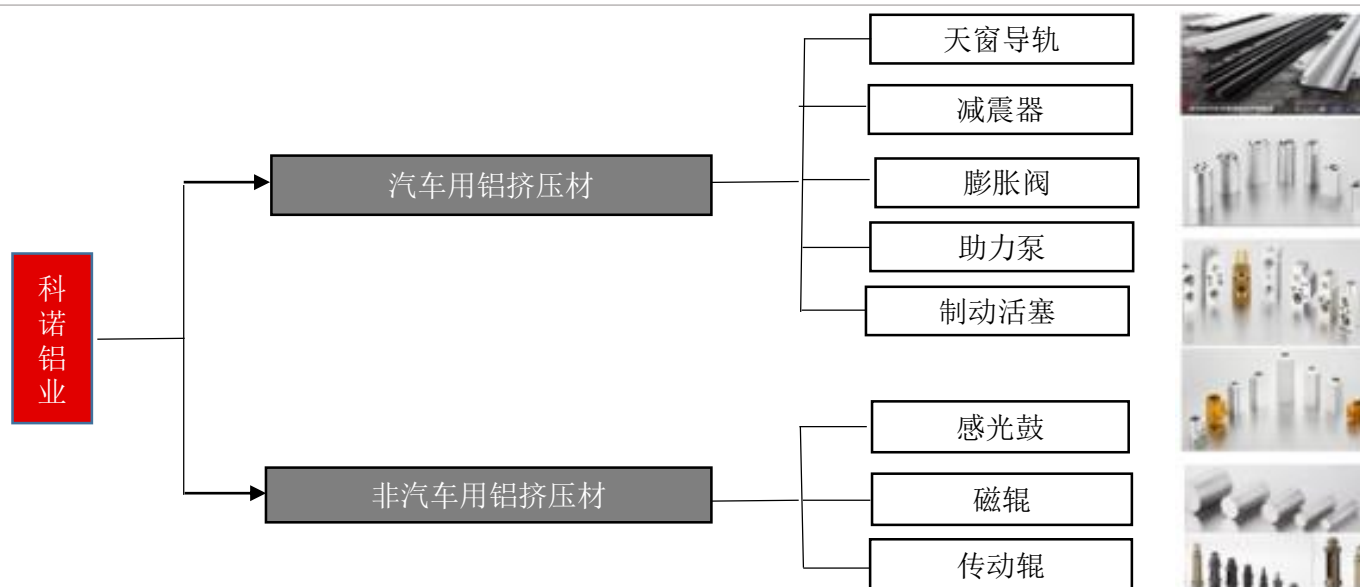 天窗导轨
减震器
汽车用铝挤压材
膨胀阀
助力泵
制动活塞
科诺铝业
感光鼓
非汽车用铝挤压材
磁辊
传动辊